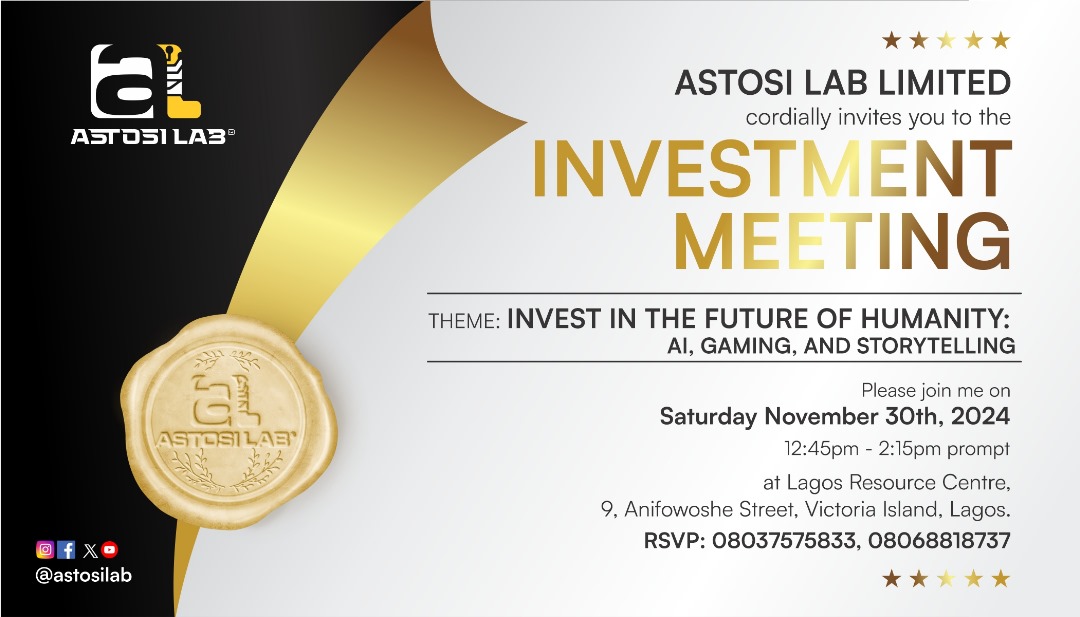 ASTOSI LAB
ASTOSI LAB LIMITED
cordially invites you to the
INVESTMENT
MEETING
THEME: INVEST IN THE FUTURE OF HUMANITY:
AI, GAMING, AND STORYTELLING
Please join me on
Saturday November 30th, 2024
12:45pm - 2:15pm prompt
at Lagos Resource Centre,
9, Anifowoshe Street, Victoria Island, Lagos.
RSVP: 08037575833, 08068818737
ASTOSI LAB
@astosilab